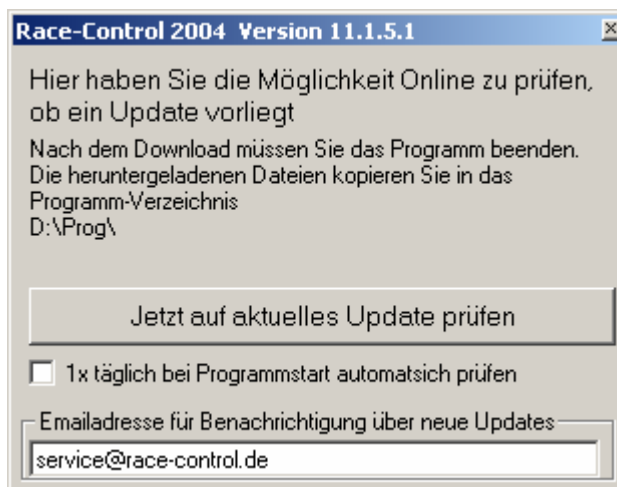 Race-Control 2004 Version 11.1.5.1
Hier haben Sie die Möglichkeit Online zu prüfen,
ob ein Update vorliegt
Nach dem Download müssen Sie das Programm beenden.
Die heruntergeladenen Dateien kopieren Sie in das
Programm-Verzeichnis
D:\Prog\
Jetzt auf aktuelles Update prüfen
1x täglich bei Programmstart automatsich prüfen
Emailadresse für Benachrichtigung über neue Updates
service@race-control.de